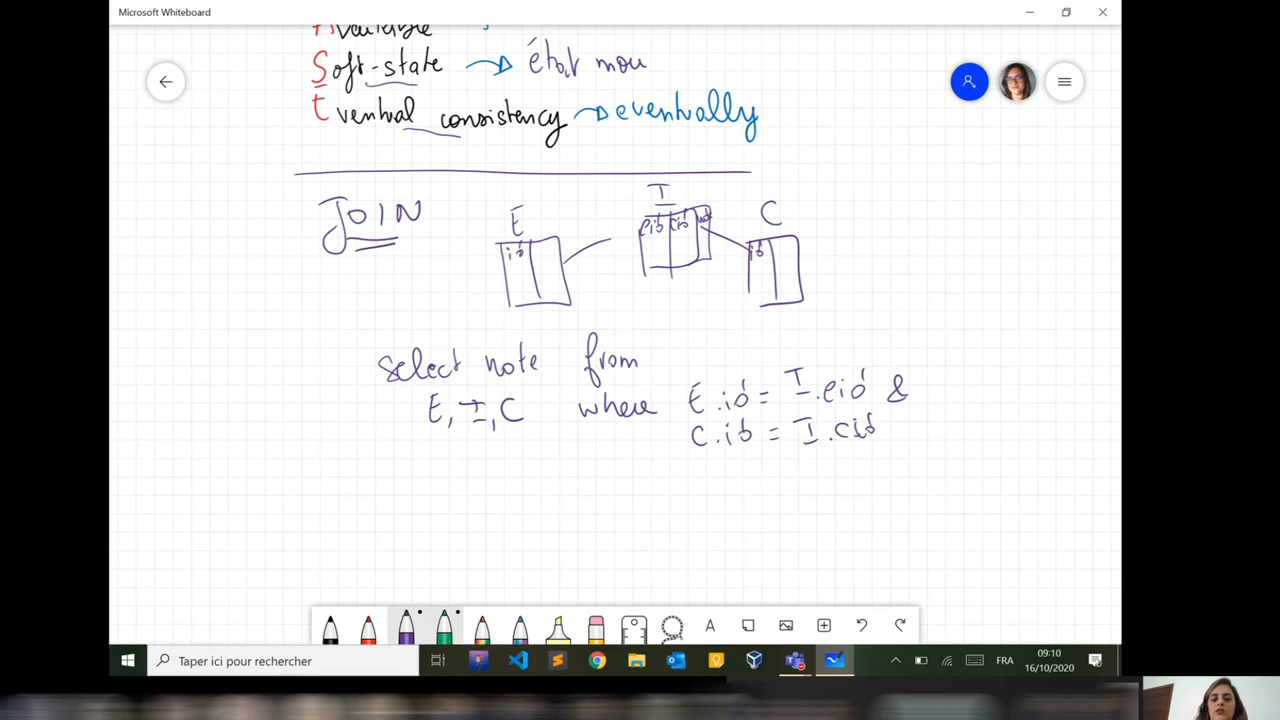 Microsoft Whiteboard
Available
Soft-state → état mou
Eventual consistency → eventually
JOIN
E I C
id eid cid id
select note from
E, I, C where E.id = I.eid &
C.id = I.cid
Taper ici pour rechercher
FRA
09:10
16/10/2020